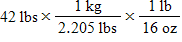 42 lbs × 1 kg / 2.205 lbs × 1 lb / 16 oz